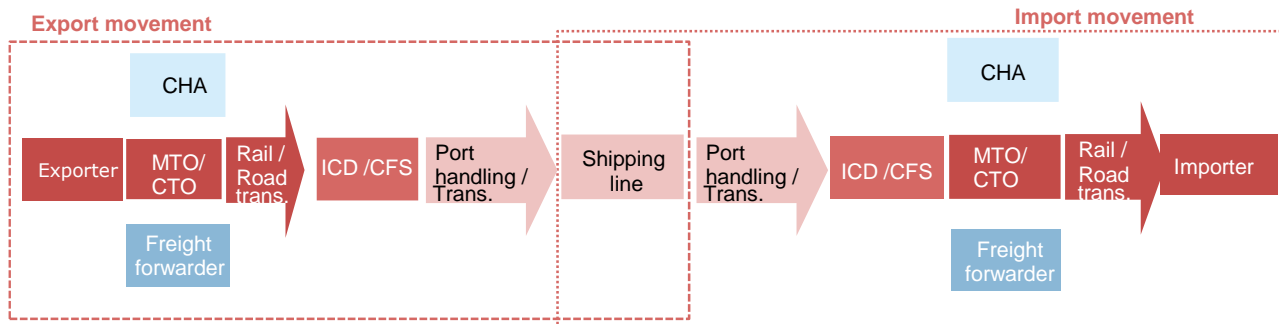 Export movement
Import movement
CHA
CHA
Exporter
MTO/
CTO
Rail /
Road
trans.
ICD /CFS
Port
handling /
Trans.
Shipping
line
Port
handling /
Trans.
ICD /CFS
MTO/
CTO
Rail /
Road
trans.
Importer
Freight
forwarder
Freight
forwarder